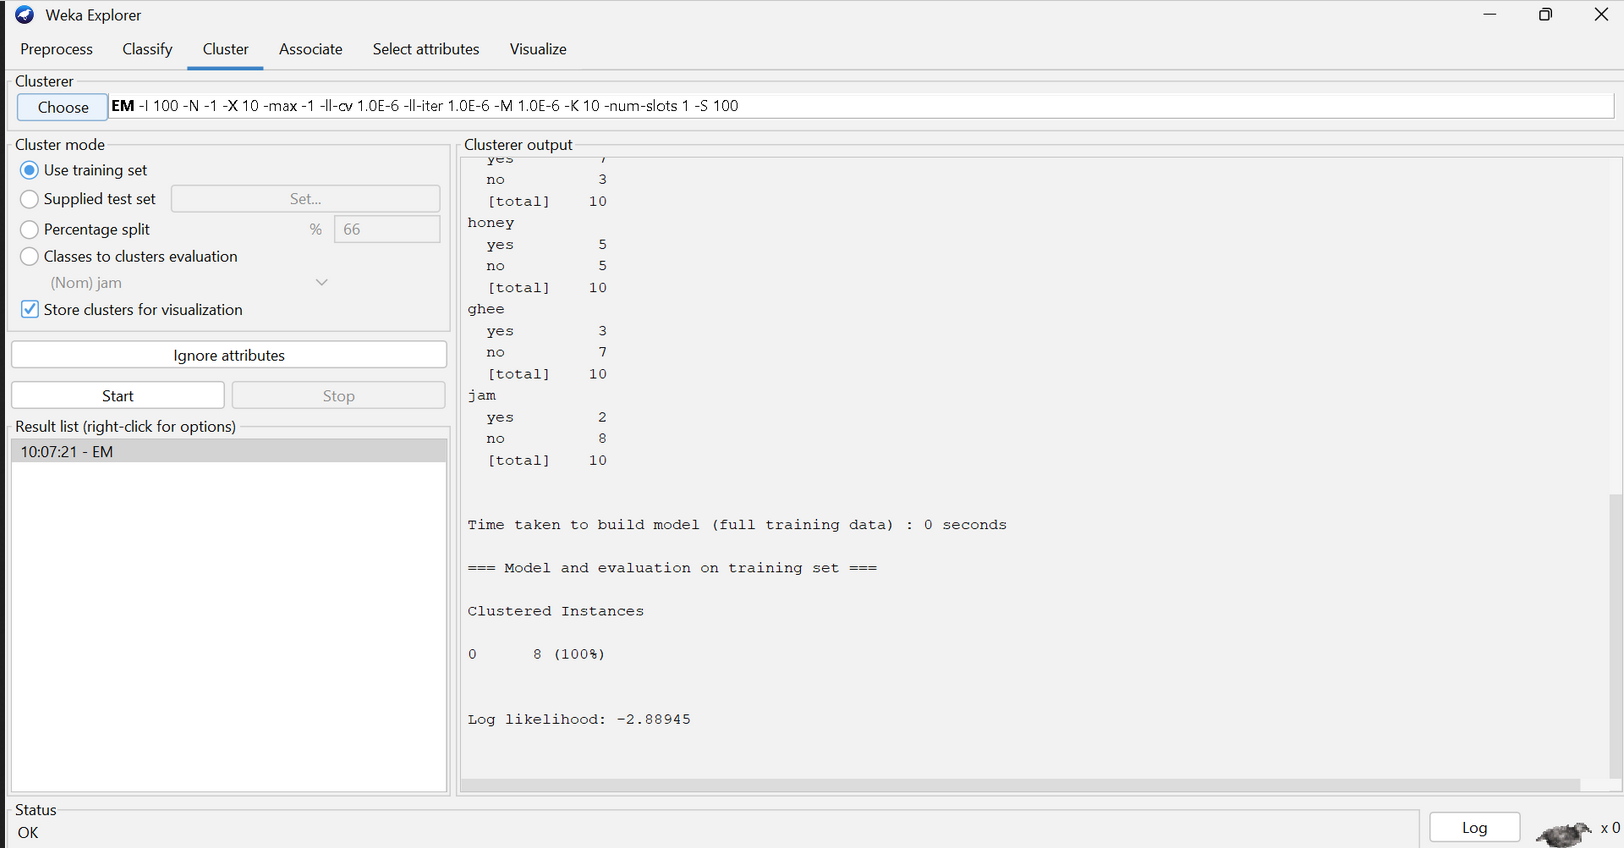 Weka Explorer
Preprocess Classify Cluster Associate Select attributes Visualize
Clusterer
Choose EM -I 100 -N -1 -X 10 -max -1 -ll-cv 1.0E-6 -ll-iter 1.0E-6 -M 1.0E-6 -K 10 -num-slots 1 -S 100
Cluster mode
Use training set
Supplied test set Set...
Percentage split % 66
Classes to clusters evaluation
(Nom) jam
Store clusters for visualization
Ignore attributes
Start Stop
Result list (right-click for options)
10:07:21 - EM
Clusterer output
yes 7
no 3
[total] 10
honey
yes 5
no 5
[total] 10
ghee
yes 3
no 7
[total] 10
jam
yes 2
no 8
[total] 10
Time taken to build model (full training data) : 0 seconds
=== Model and evaluation on training set ===
Clustered Instances
0 8 (100%)
Log likelihood: -2.88945
Status
OK
Log x 0